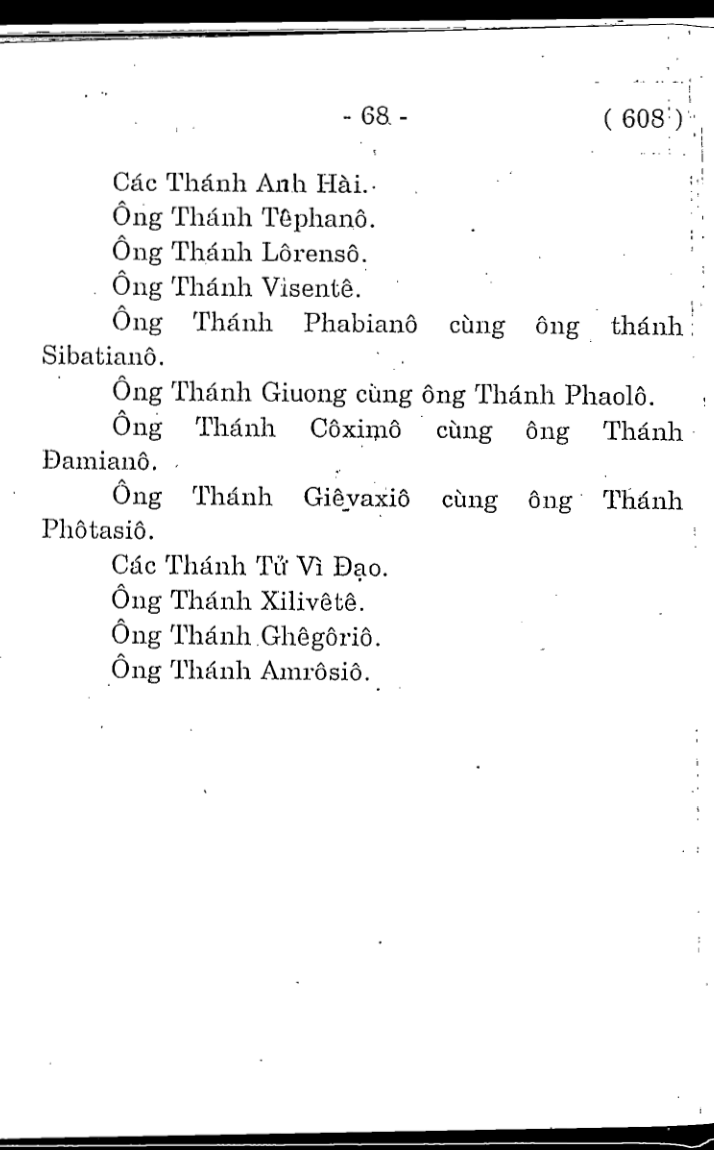 - 68 - ( 608 )
Các Thánh Anh Hài.
Ông Thánh Têphanô.
Ông Thánh Lôrensô.
Ông Thánh Visentê.
Ông Thánh Phabianô cùng ông thánh
Sibatianô.
Ông Thánh Giuong cùng ông Thánh Phaolô.
Ông Thánh Côximô cùng ông Thánh
Đamianô.
Ông Thánh Giêvaxiô cùng ông Thánh
Phôtasiô.
Các Thánh Tử Vì Đạo.
Ông Thánh Xilivêtê.
Ông Thánh Ghêgôriô.
Ông Thánh Amrôsiô.